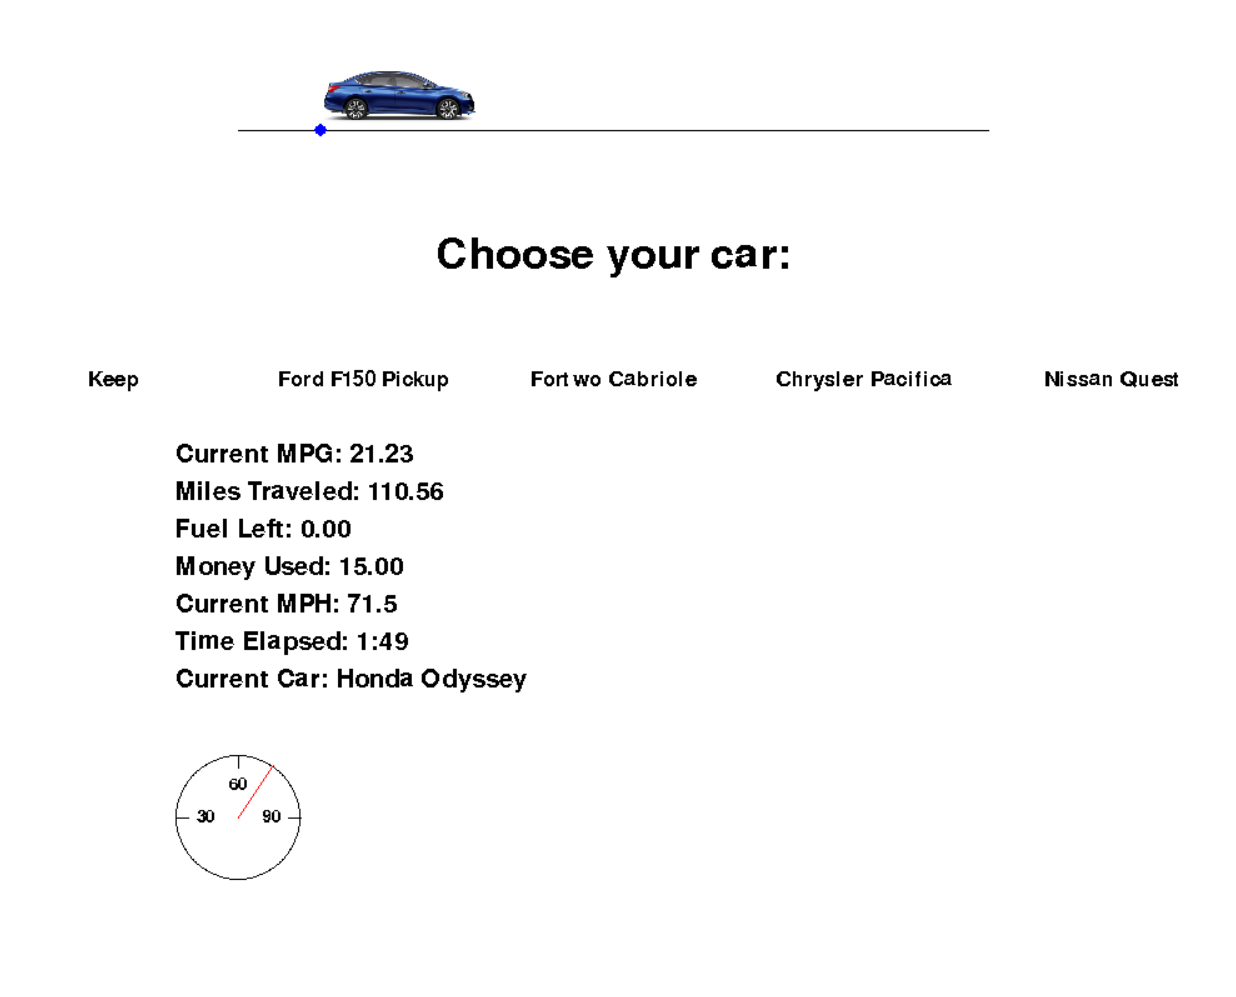 Choose your car:
Keep Ford F150 Pickup Fortwo Cabriole Chrysler Pacifica Nissan Quest
Current MPG: 21.23
Miles Traveled: 110.56
Fuel Left: 0.00
Money Used: 15.00
Current MPH: 71.5
Time Elapsed: 1:49
Current Car: Honda Odyssey
60
30 90